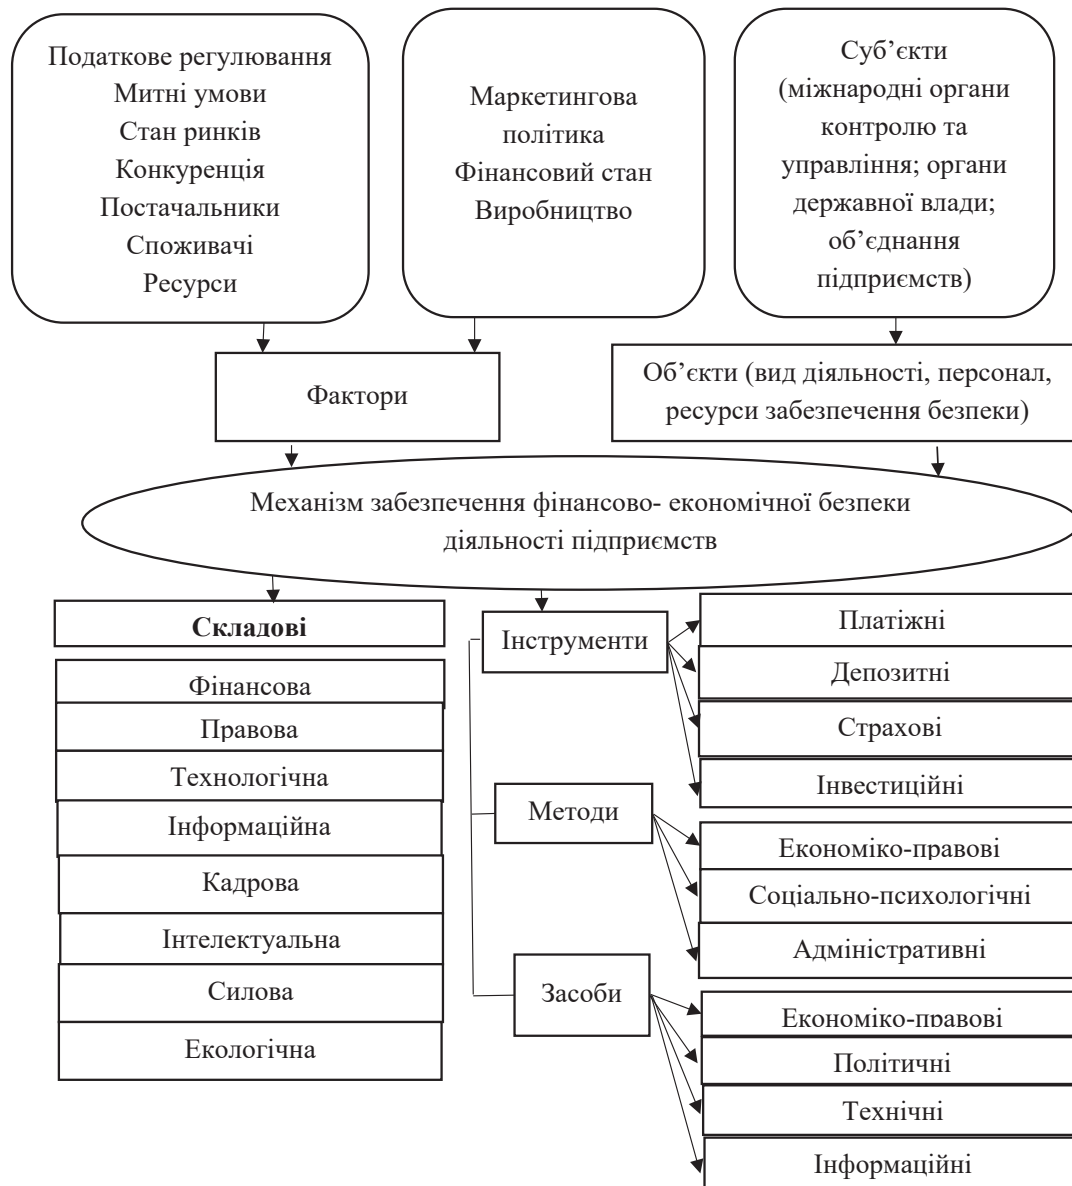 Податкове регулювання
Митні умови
Стан ринків
Конкуренція
Постачальники
Споживачі
Ресурси
Маркетингова
політика
Фінансовий стан
Виробництво
Суб’єкти
(міжнародні органи
контролю та
управління; органи
державної влади;
об’єднання
підприємств)
Фактори
Об’єкти (вид діяльності, персонал,
ресурси забезпечення безпеки)
Механізм забезпечення фінансово- економічної безпеки
діяльності підприємств
Складові
Фінансова
Правова
Технологічна
Інформаційна
Кадрова
Інтелектуальна
Силова
Екологічна
Інструменти
Платіжні
Депозитні
Страхові
Інвестиційні
Методи
Економіко-правові
Соціально-психологічні
Адміністративні
Засоби
Економіко-правові
Політичні
Технічні
Інформаційні